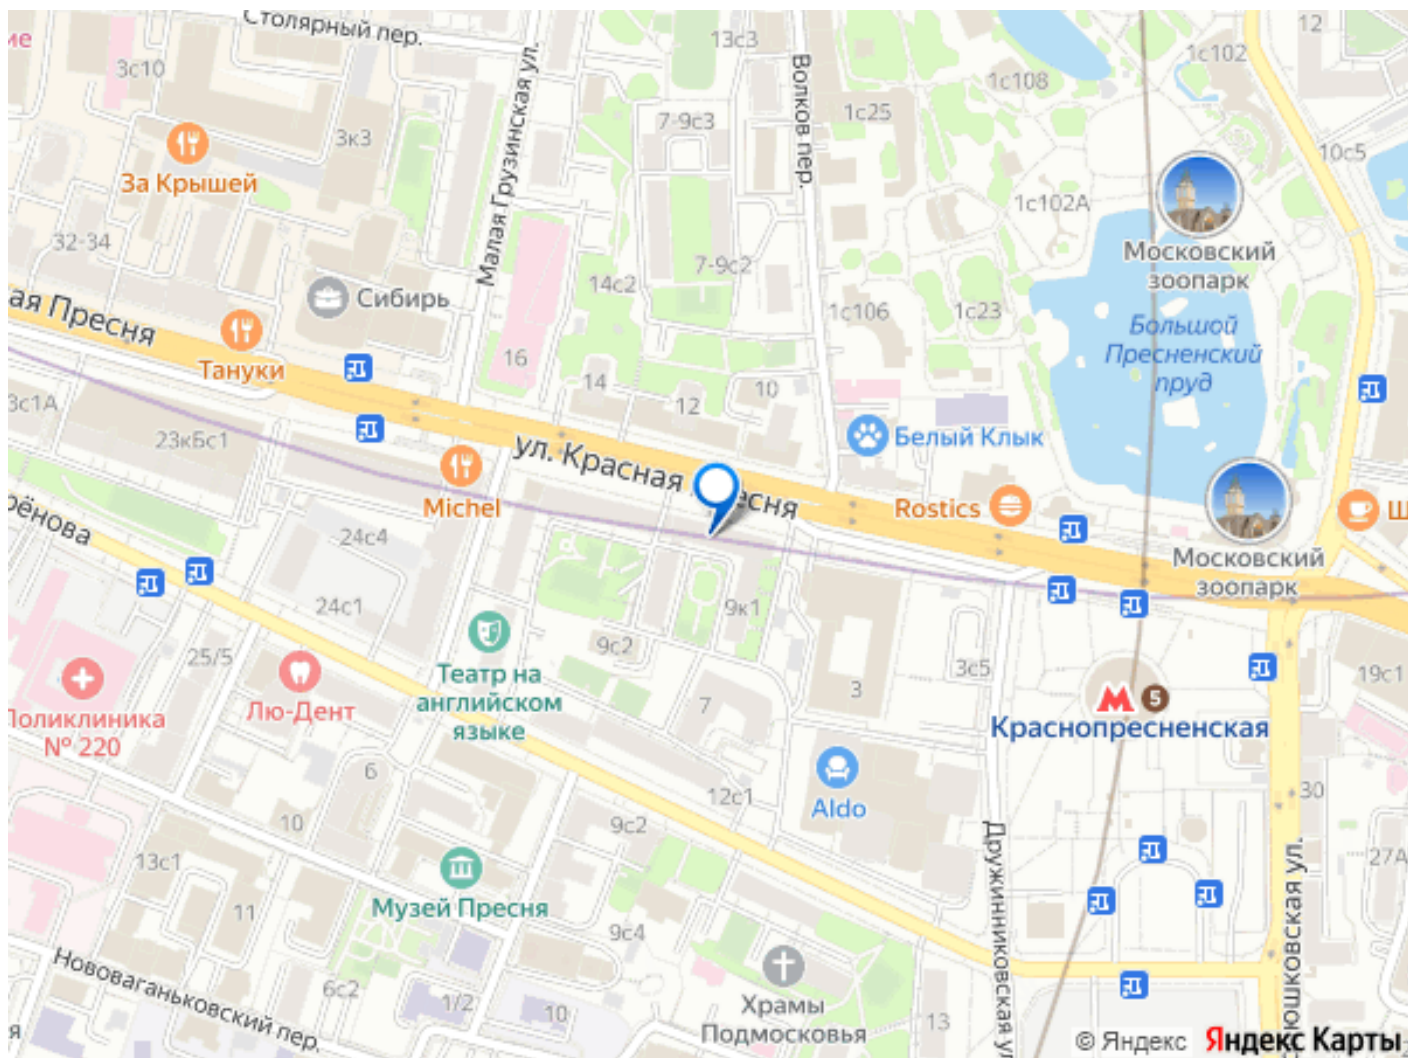 Столярный пер.
13с3
12
ие
3с10
Волков пер.
1с102
1с108
Малая Грузинская ул.
1с25
7-9с3
3к3
10с5
За Крышей
1с102А
32-34
7-9с2
Московский
зоопарк
14с2
Сибирь
1с106
1с23
ая Пресня
Большой
Пресненский
пруд
Тануки
16
14
10
12
3с1А
23кБс1
Белый Клык
ул. Красная
есня
Michel
Rostics
Ш
рёнова
24с4
Московский
зоопарк
24с1
9к1
9с2
25/5
3с5
3
19с1
Театр на
английском
языке
Лю-Дент
Поликлиника
№ 220
7
5
Краснопресненская
6
Aldo
12с1
30
10
9с2
Дружинниковская ул
27А
13с1
Музей Пресня
11
9с4
юшковская ул.
Нововаганьковский пер.
6с2
1/2
10
Храмы
Подмосковья
13
я
© Яндекс
Яндекс Карты